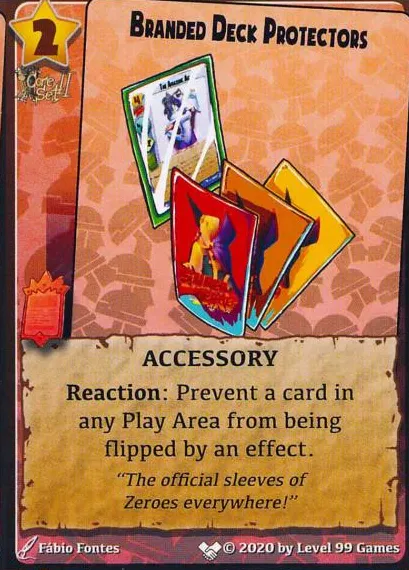 2
BRANDED DECK PROTECTORS
Core
Set!!
ACCESSORY
Reaction: Prevent a card in
any Play Area from being
flipped by an effect.
“The official sleeves of
Zeroes everywhere!”
Fábio Fontes
© 2020 by Level 99 Games